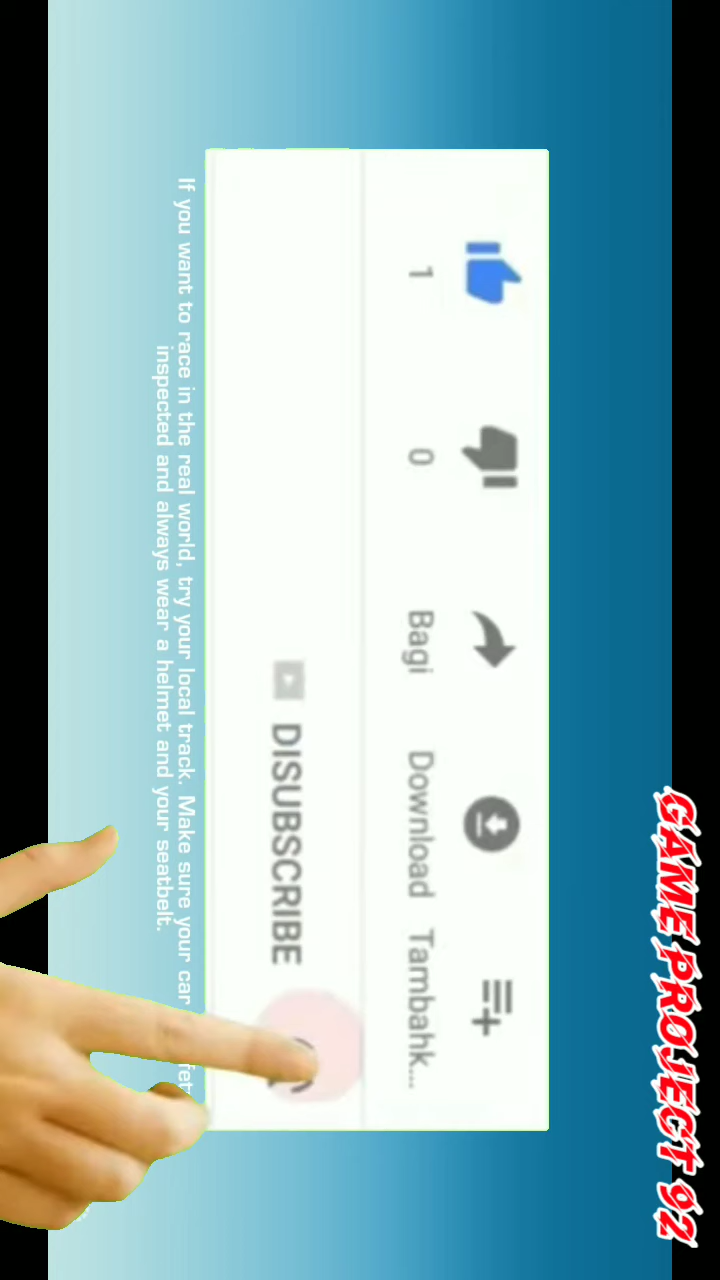 GAME PROJECT 92
1
0
Bagi
Download
Tambahk...
DISUBSCRIBE
If you want to race in the real world, try your local track. Make sure your car
inspected and always wear a helmet and your seatbelt.